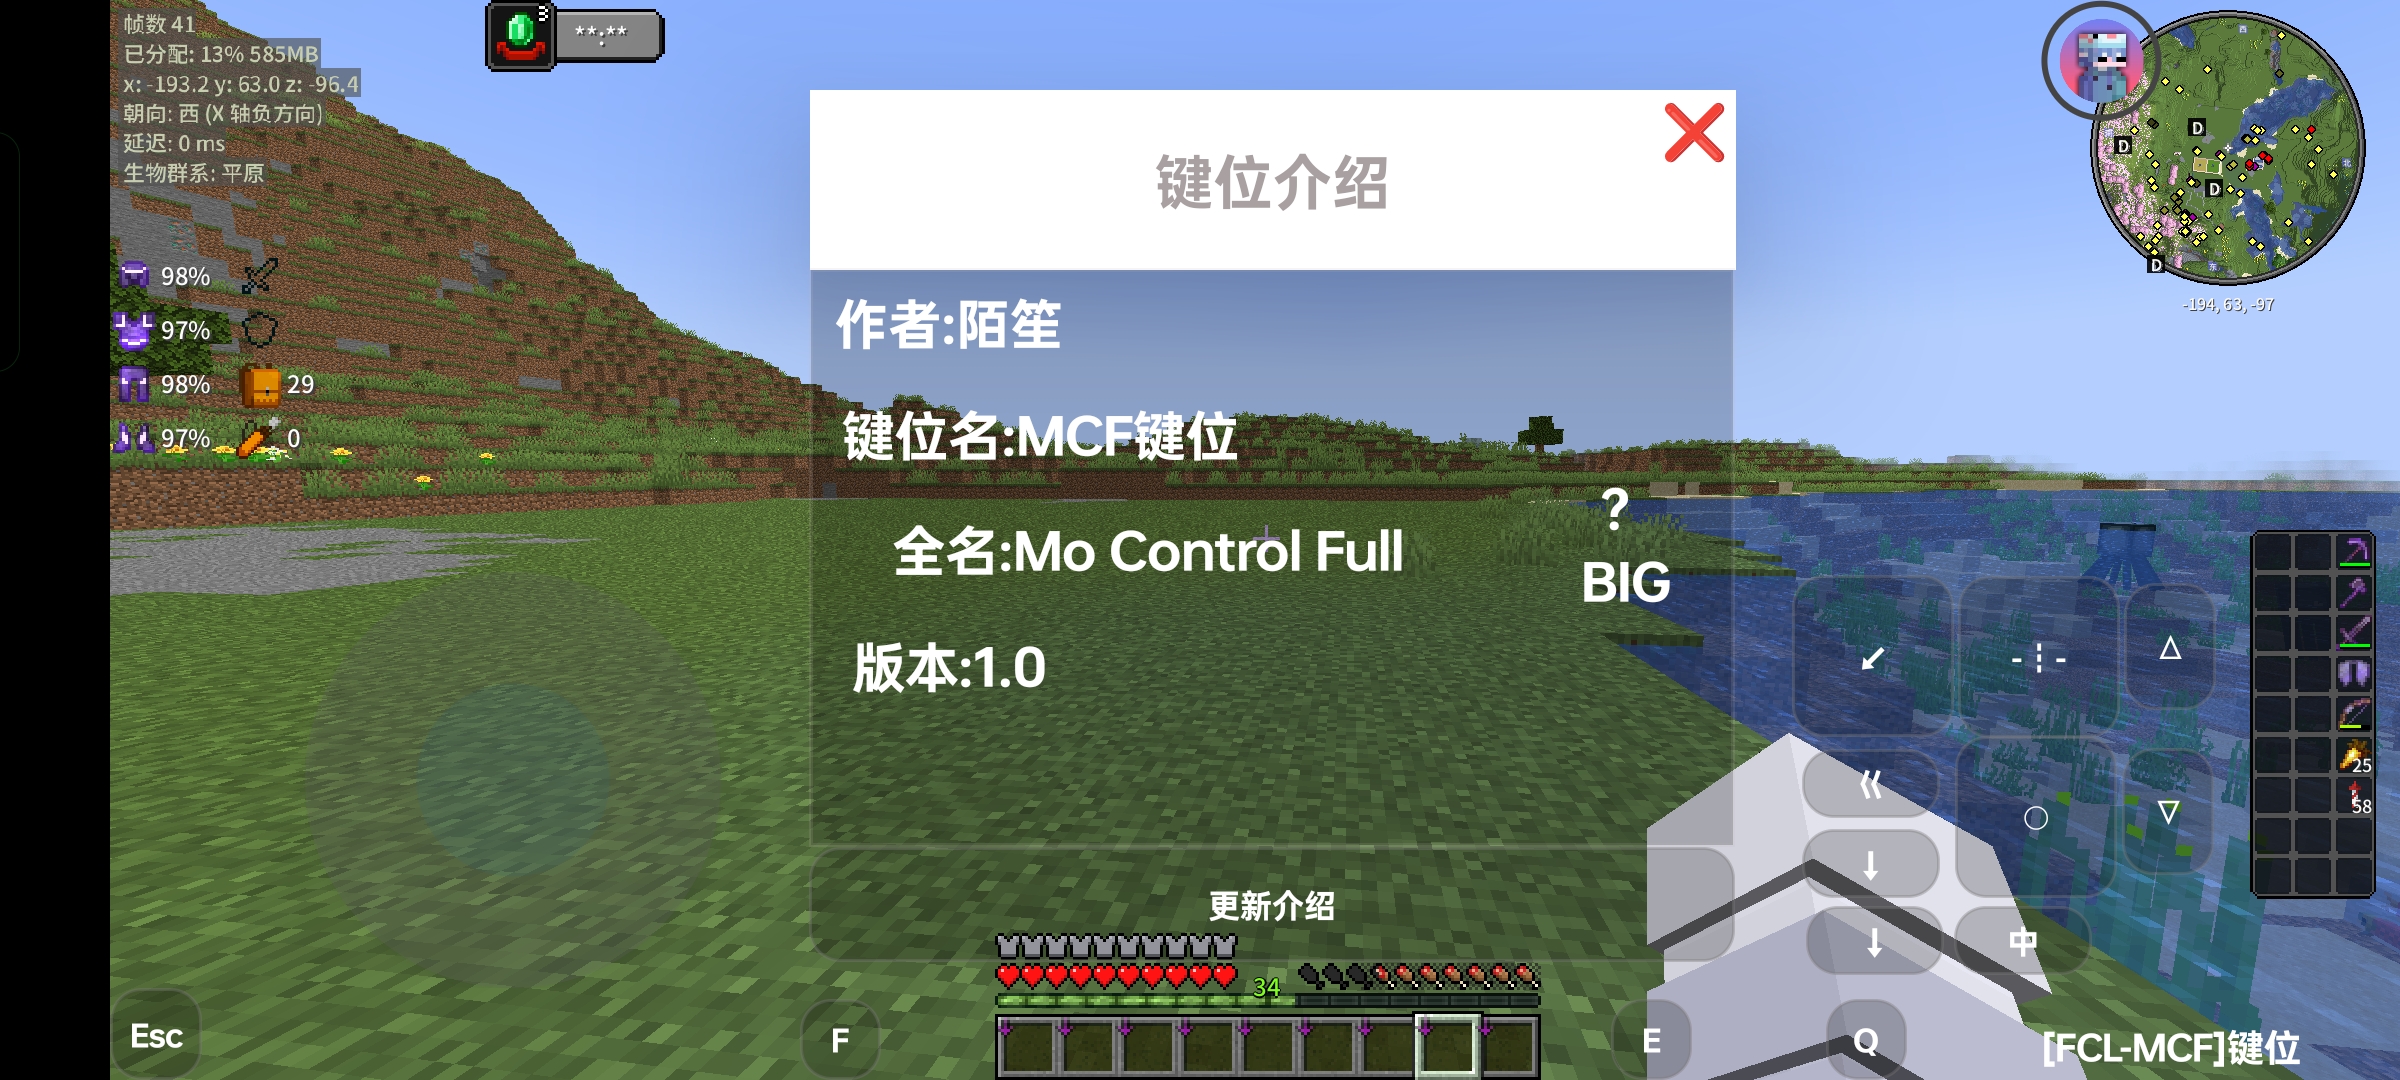 帧数 41
已分配: 13% 585MB
x: -193.2 y: 63.0 z: -96.4
朝向: 西 (X 轴负方向)
延迟: 0 ms
生物群系: 平原
**:**
98%
97%
98%
29
97%
0
键位介绍
作者:陌笙
键位名:MCF键位
全名:Mo Control Full
?
BIG
版本:1.0
更新介绍
D
D
D
D
-194, 63, -97
25
58
中
34
Esc
F
E
Q
[FCL-MCF]键位